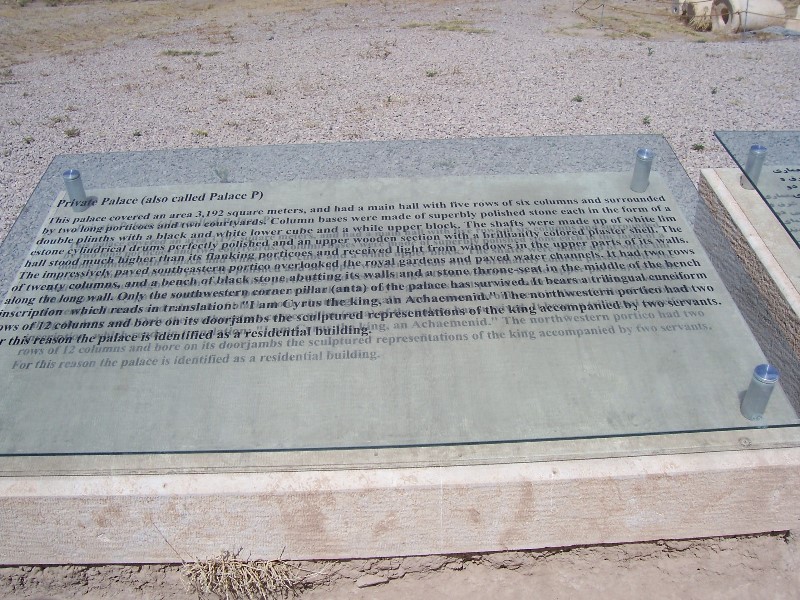 Private Palace (also called Palace P)
This palace covered an area 3,192 square meters, and had a main hall with five rows of six columns and surrounded
by two long porticoes and two courtyards. Column bases were made of superbly polished stone each in the form of a
double plinths with a black and white lower cube and a while upper block. The shafts were made up of white lim
estone cylindrical drums perfectly polished and an upper wooden section with a brilliantly colored plaster shell. The
hall stood much higher than its flanking porticoes and received light from windows in the upper parts of its walls.
The impressively paved southeastern portico overlooked the royal gardens and paved water channels. It had two rows
of twenty columns, and a bench of black stone abutting its walls and a stone throne-seat in the middle of the bench
along the long wall. Only the southwestern corner pillar (anta) of the palace has survived. It bears a trilingual cuneiform
inscription which reads in translation: "I am Cyrus the king, an Achaemenid." The northwestern portico had two
rows of 12 columns and bore on its doorjambs the sculptured representations of the king accompanied by two servants.
For this reason the palace is identified as a residential building.